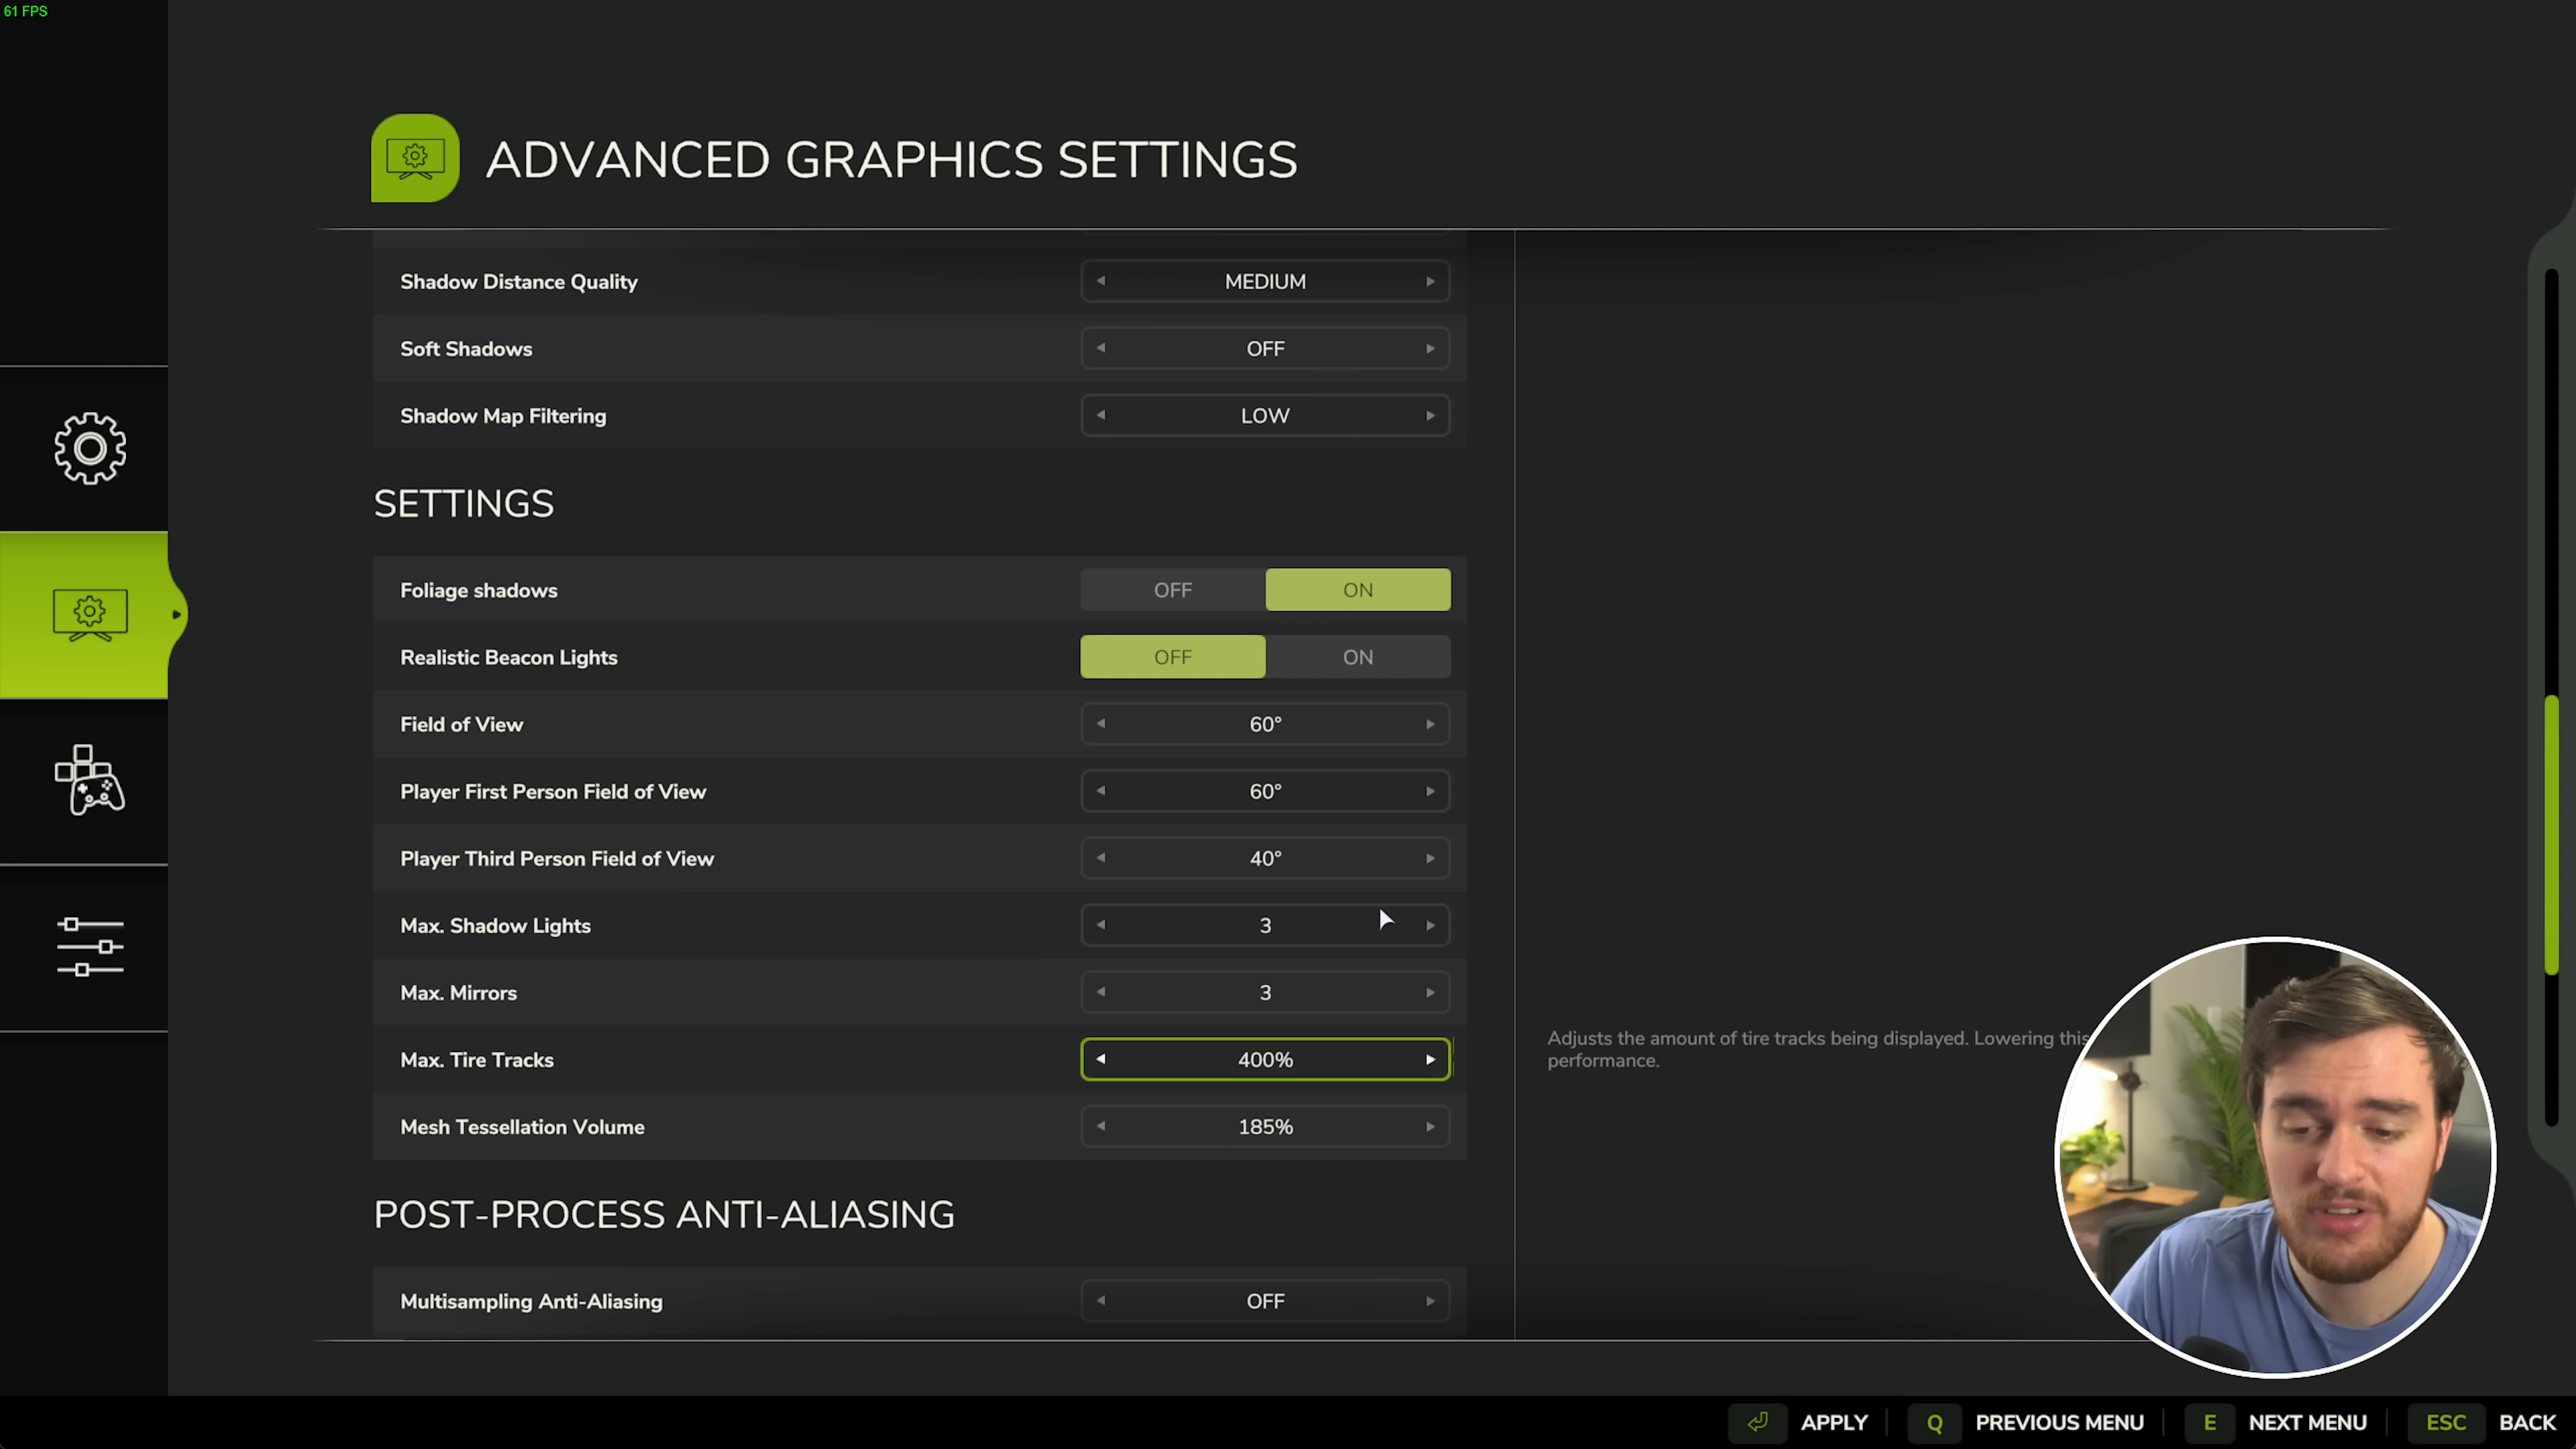 61 FPS
ADVANCED GRAPHICS SETTINGS
Shadow Distance Quality MEDIUM
Soft Shadows OFF
Shadow Map Filtering LOW
SETTINGS
Foliage shadows OFF ON
Realistic Beacon Lights OFF ON
Field of View 60°
Player First Person Field of View 60°
Player Third Person Field of View 40°
Max. Shadow Lights 3
Max. Mirrors 3
Max. Tire Tracks 400%
Adjusts the amount of tire tracks being displayed. Lowering this
performance.
Mesh Tessellation Volume 185%
POST-PROCESS ANTI-ALIASING
Multisampling Anti-Aliasing OFF
APPLY Q PREVIOUS MENU E NEXT MENU ESC BACK